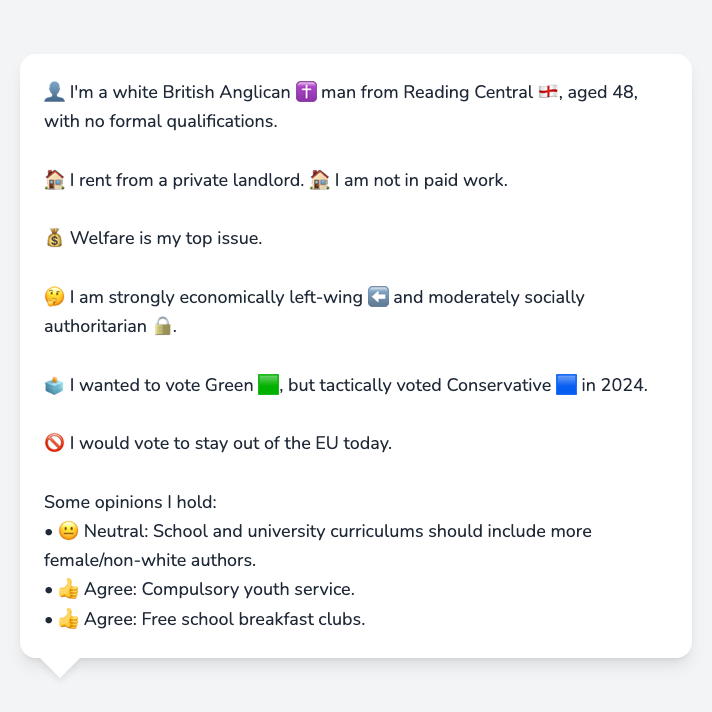 👤 I'm a white British Anglican ✝️ man from Reading Central 🏴󠁧󠁢󠁥󠁮󠁧󠁿, aged 48,
with no formal qualifications.
🏠 I rent from a private landlord. 🏠 I am not in paid work.
💰 Welfare is my top issue.
🤔 I am strongly economically left-wing ⬅️ and moderately socially
authoritarian 🔒.
🗳️ I wanted to vote Green 🟩, but tactically voted Conservative 🟦 in 2024.
🚫 I would vote to stay out of the EU today.
Some opinions I hold:
• 😐 Neutral: School and university curriculums should include more
female/non-white authors.
• 👍 Agree: Compulsory youth service.
• 👍 Agree: Free school breakfast clubs.